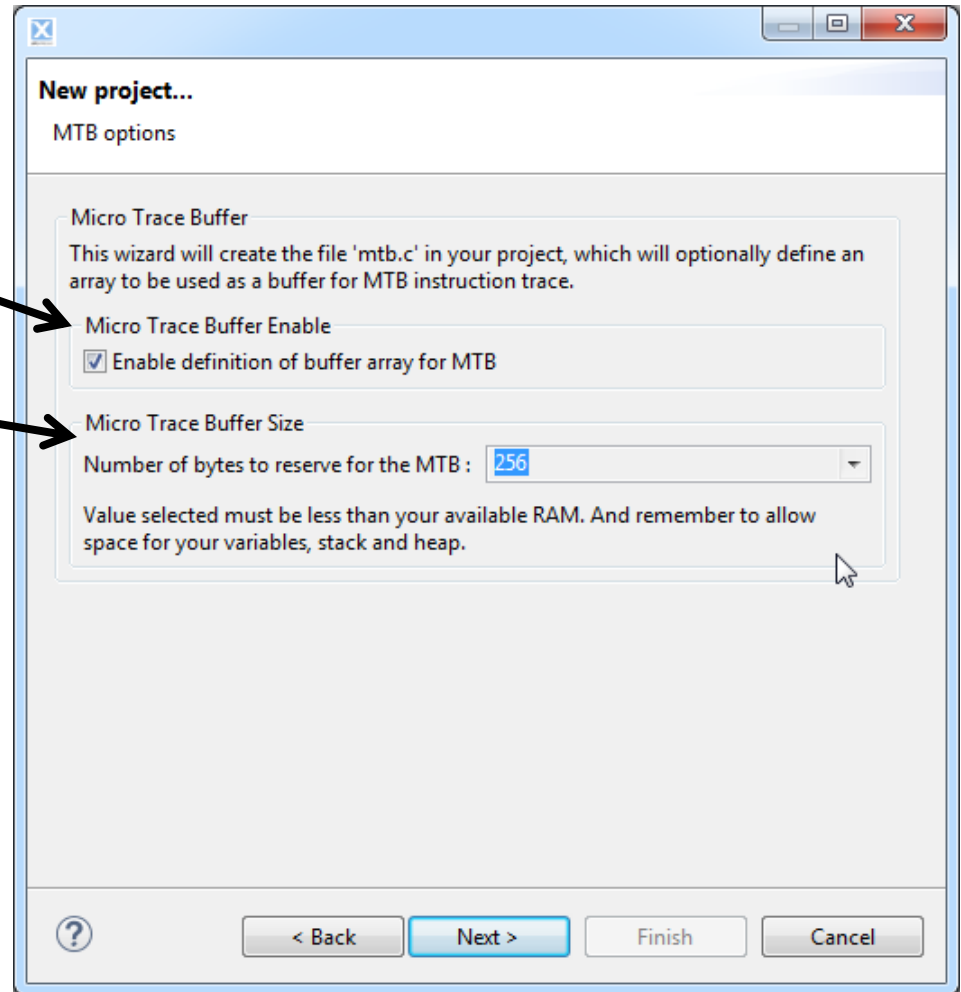 New project...
MTB options
Micro Trace Buffer
This wizard will create the file 'mtb.c' in your project, which will optionally define an
array to be used as a buffer for MTB instruction trace.
Micro Trace Buffer Enable
Enable definition of buffer array for MTB
Micro Trace Buffer Size
Number of bytes to reserve for the MTB : 256
Value selected must be less than your available RAM. And remember to allow
space for your variables, stack and heap.
< Back Next > Finish Cancel